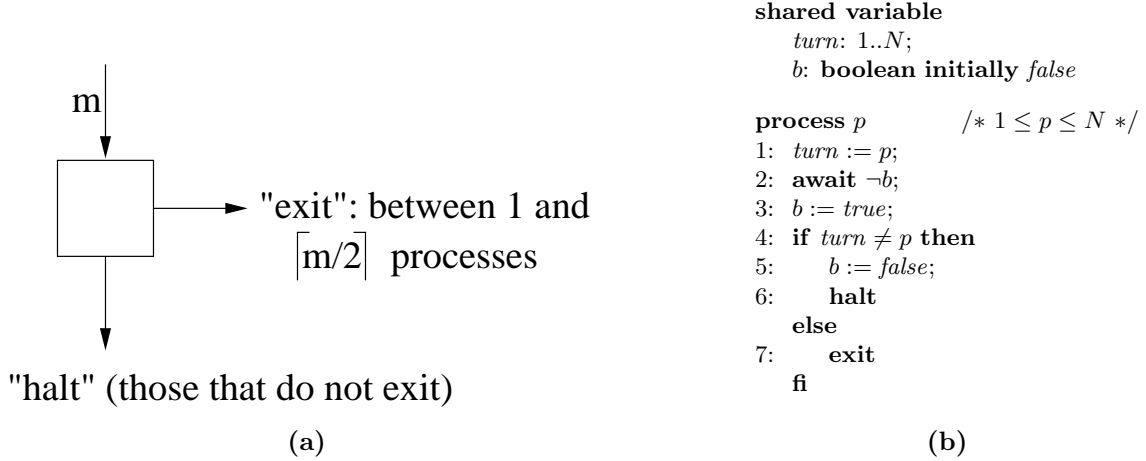 m
"exit": between 1 and
⌈m/2⌉ processes
"halt" (those that do not exit)
(a)
shared variable
turn: 1..N;
b: boolean initially false
process p /∗ 1 ≤ p ≤ N ∗/
1: turn := p;
2: await ¬b;
3: b := true;
4: if turn ≠ p then
5: b := false;
6: halt
else
7: exit
fi
(b)